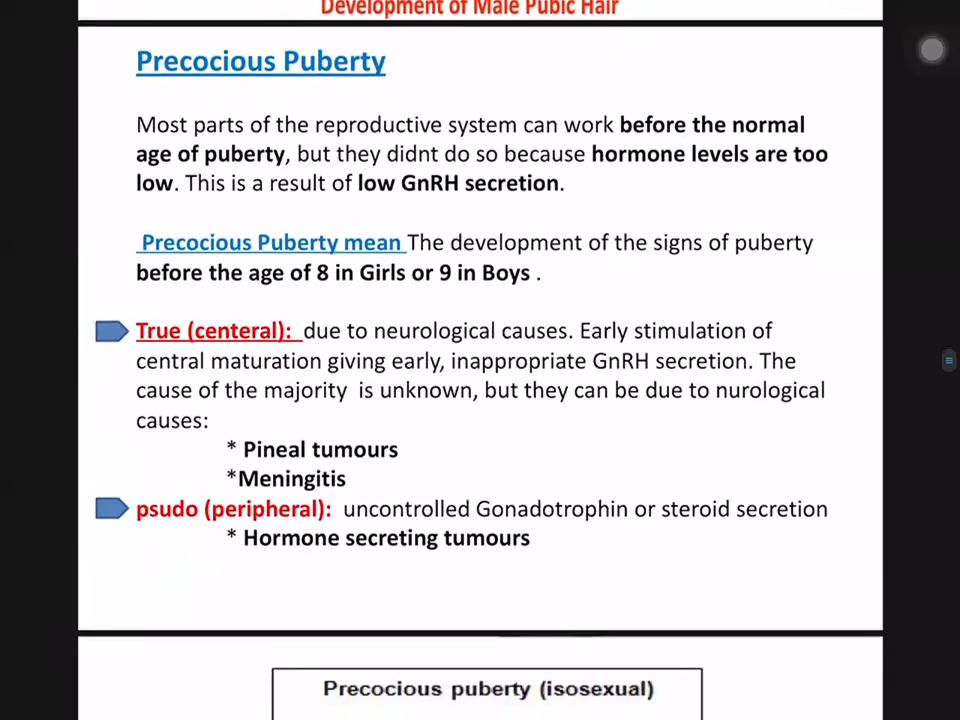 Development of Male Pubic Hair
Precocious Puberty
Most parts of the reproductive system can work before the normal
age of puberty, but they didnt do so because hormone levels are too
low. This is a result of low GnRH secretion.
Precocious Puberty mean The development of the signs of puberty
before the age of 8 in Girls or 9 in Boys .
True (centeral): due to neurological causes. Early stimulation of
central maturation giving early, inappropriate GnRH secretion. The
cause of the majority is unknown, but they can be due to nurological
causes:
* Pineal tumours
*Meningitis
psudo (peripheral): uncontrolled Gonadotrophin or steroid secretion
* Hormone secreting tumours
Precocious puberty (isosexual)